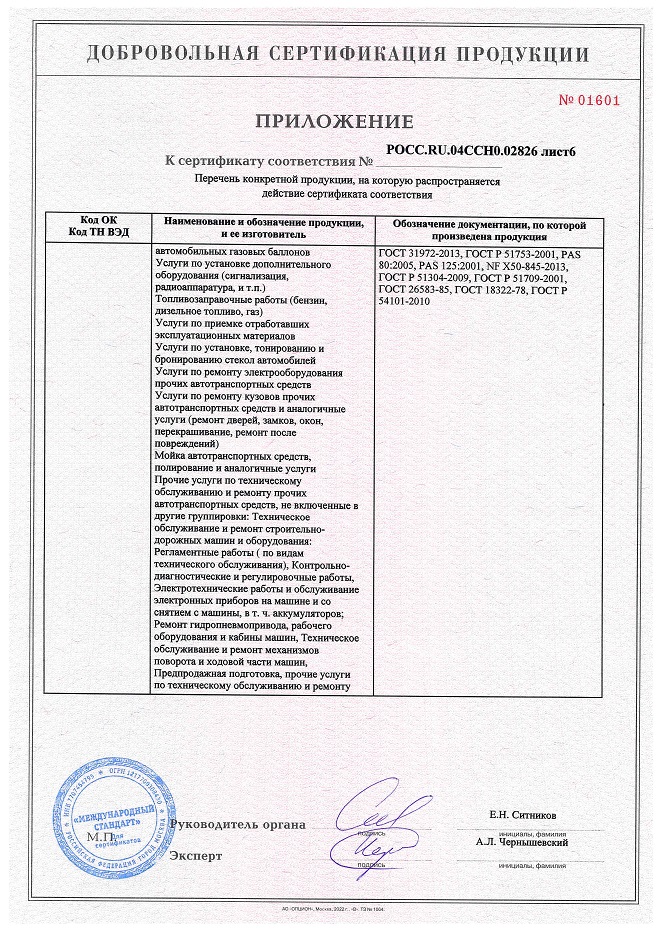 ДОБРОВОЛЬНАЯ СЕРТИФИКАЦИЯ ПРОДУКЦИИ
№ 01601
ПРИЛОЖЕНИЕ
РОСС.RU.04ССН0.02826 лист6
К сертификату соответствия №
Перечень конкретной продукции, на которую распространяется
действие сертификата соответствия
Код ОК
Код ТН ВЭД
Наименование и обозначение продукции,
и ее изготовитель
Обозначение документации, по которой
произведена продукция
автомобильных газовых баллонов
Услуги по установке дополнительного
оборудования (сигнализация,
радиоаппаратура, и т.п.)
Топливозаправочные работы (бензин,
дизельное топливо, газ)
Услуги по приемке отработавших
эксплуатационных материалов
Услуги по установке, тонированию и
бронированию стекол автомобилей
Услуги по ремонту электрооборудования
прочих автотранспортных средств
Услуги по ремонту кузовов прочих
автотранспортных средств и аналогичные
услуги (ремонт дверей, замков, окон,
перекрашивание, ремонт после
повреждений)
Мойка автотранспортных средств,
полирование и аналогичные услуги
Прочие услуги по техническому
обслуживанию и ремонту прочих
автотранспортных средств, не включенные в
другие группировки: Техническое
обслуживание и ремонт строительно-
дорожных машин и оборудования:
Регламентные работы ( по видам
технического обслуживания), Контрольно-
диагностические и регулировочные работы,
Электротехнические работы и обслуживание
электронных приборов на машине и со
снятием с машины, в т. ч. аккумуляторов;
Ремонт гидропневмопривода, рабочего
оборудования и кабины машин, Техническое
обслуживание и ремонт механизмов
поворота и ходовой части машин,
Предпродажная подготовка, прочие услуги
по техническому обслуживанию и ремонту
ГОСТ 31972-2013, ГОСТ Р 51753-2001, PAS
80:2005, PAS 125:2001, NF X50-845-2013,
ГОСТ Р 51304-2009, ГОСТ Р 51709-2001,
ГОСТ 26583-85, ГОСТ 18322-78, ГОСТ Р
54101-2010
«МЕЖДУНАРОДНЫЙ
СТАНДАРТ»
Для
сертификатов
РОССИЙСКАЯ ФЕДЕРАЦИЯ ГОРОД МОСКВА
М.П.
Руководитель органа
подпись
Е.Н. Ситников
инициалы, фамилия
Эксперт
подпись
А.Л. Чернышевский
инициалы, фамилия
АО «ОПЦИОН», Москва, 2022 г., «В». ТЗ № 1004.